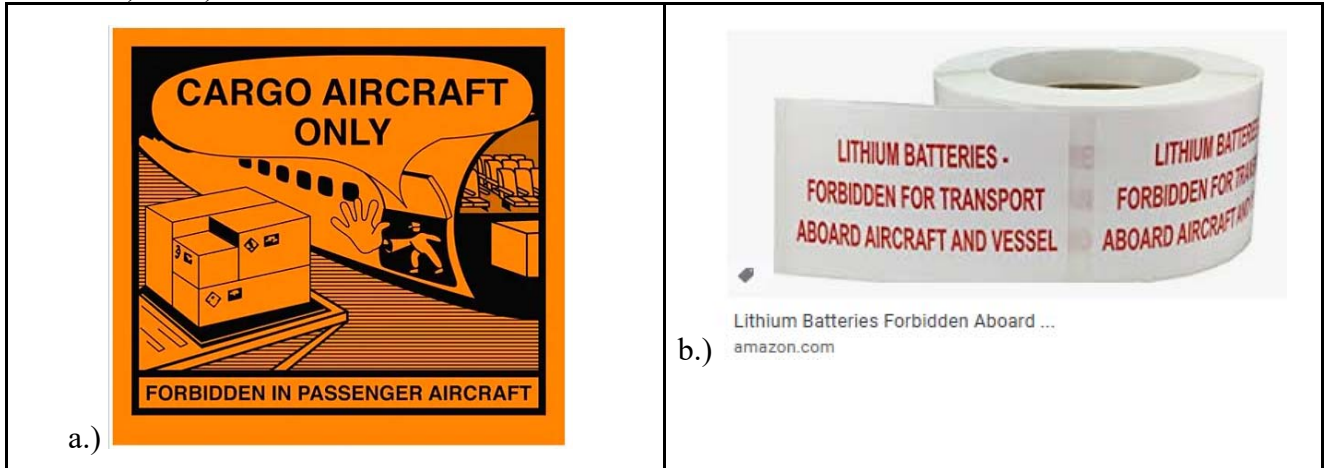 CARGO AIRCRAFT
ONLY
FORBIDDEN IN PASSENGER AIRCRAFT
a.)
LITHIUM BATTERIES -
FORBIDDEN FOR TRANSPORT
ABOARD AIRCRAFT AND VESSEL
LITHIUM
FORBIDDEN FOR
ABOARD AIRCRAFT
Lithium Batteries Forbidden Aboard ...
amazon.com
b.)